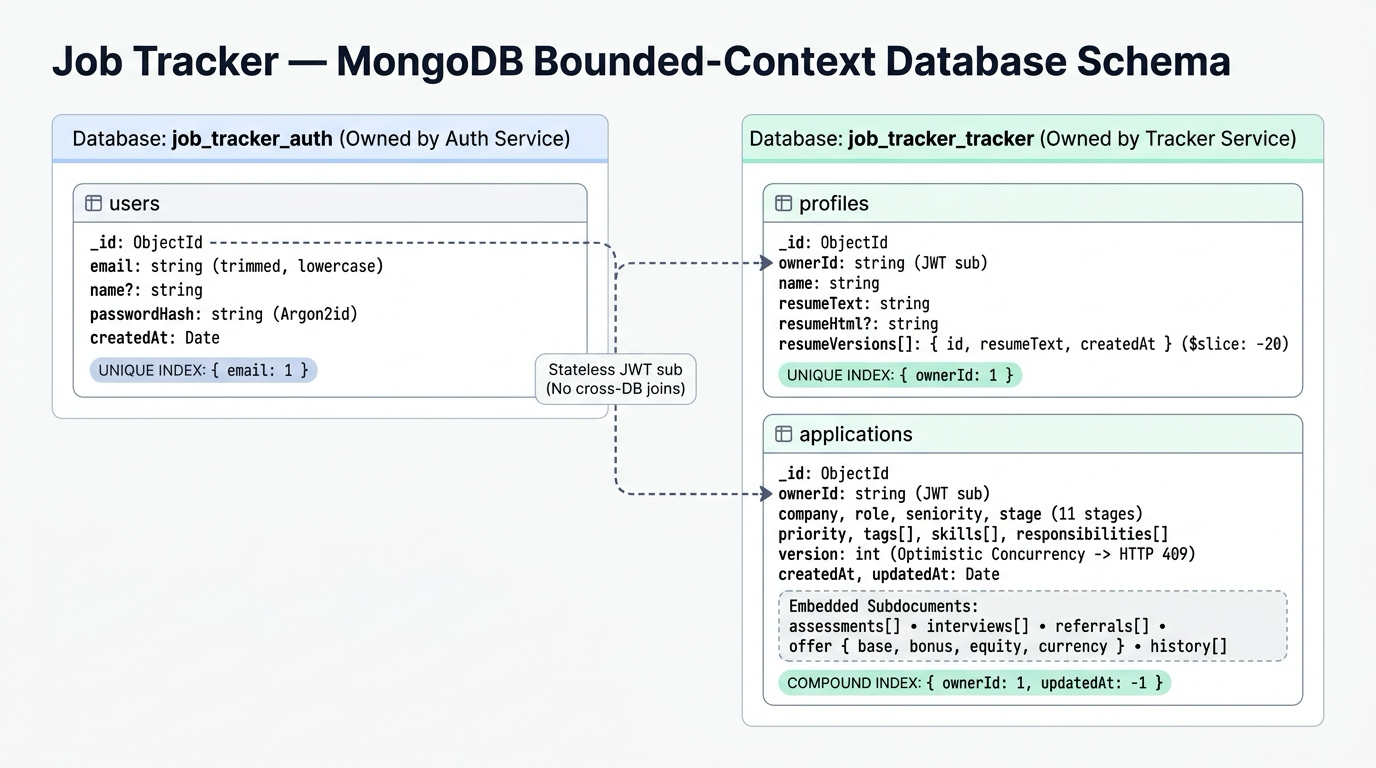 Job Tracker — MongoDB Bounded-Context Database Schema
Database: job_tracker_auth (Owned by Auth Service)
users
_id: ObjectId
email: string (trimmed, lowercase)
name?: string
passwordHash: string (Argon2id)
createdAt: Date
UNIQUE INDEX: { email: 1 }
Stateless JWT sub
(No cross-DB joins)
Database: job_tracker_tracker (Owned by Tracker Service)
profiles
_id: ObjectId
ownerId: string (JWT sub)
name: string
resumeText: string
resumeHtml?: string
resumeVersions[]: { id, resumeText, createdAt } ($slice: -20)
UNIQUE INDEX: { ownerId: 1 }
applications
_id: ObjectId
ownerId: string (JWT sub)
company, role, seniority, stage (11 stages)
priority, tags[], skills[], responsibilities[]
version: int (Optimistic Concurrency -> HTTP 409)
createdAt, updatedAt: Date
Embedded Subdocuments:
assessments[] • interviews[] • referrals[] •
offer { base, bonus, equity, currency } • history[]
COMPOUND INDEX: { ownerId: 1, updatedAt: -1 }